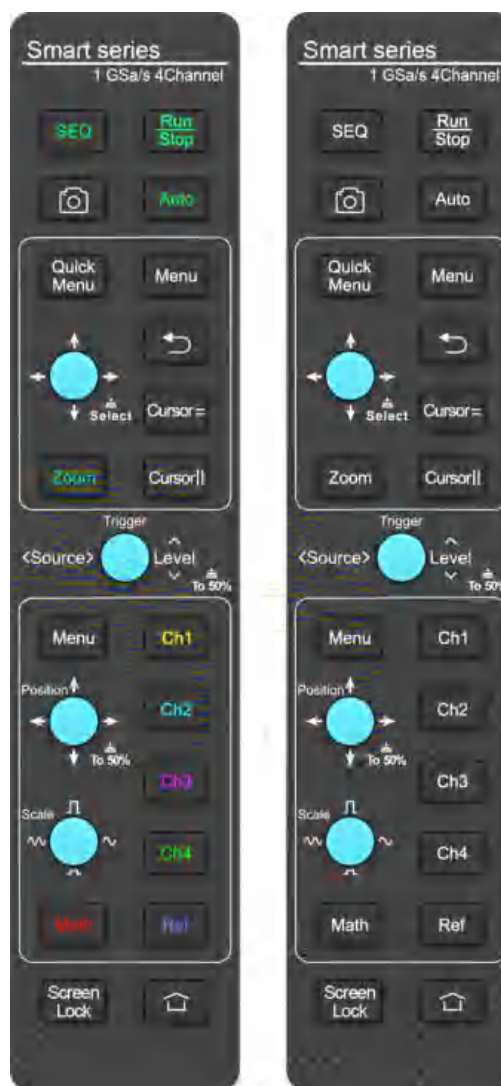 Smart series
1 GSa/s 4Channel
SEQ
Run
Stop
Auto
Quick
Menu
Menu
Select
Cursor=
Zoom
Cursor||
Trigger
<Source>
Level
To 50%
Menu
Ch1
Position
Ch2
To 50%
Ch3
Scale
Ch4
Math
Ref
Screen
Lock
Smart series
1 GSa/s 4Channel
SEQ
Run
Stop
Auto
Quick
Menu
Menu
Select
Cursor=
Zoom
Cursor||
Trigger
<Source>
Level
To 50%
Menu
Ch1
Position
Ch2
To 50%
Ch3
Scale
Ch4
Math
Ref
Screen
Lock